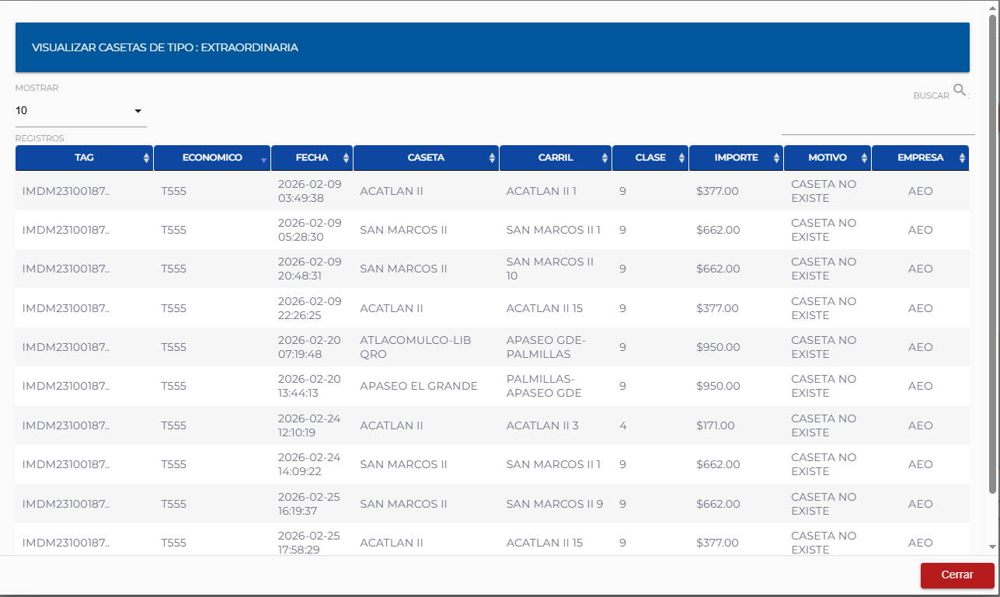 VISUALIZAR CASETAS DE TIPO : EXTRAORDINARIA
MOSTRAR
10
REGISTROS
BUSCAR :
TAG ECONOMICO FECHA CASETA CARRIL CLASE IMPORTE MOTIVO EMPRESA
IMDM23100187.. T555 2026-02-09 03:49:38 ACATLAN II ACATLAN II 1 9 $377.00 CASETA NO EXISTE AEO
IMDM23100187.. T555 2026-02-09 05:28:30 SAN MARCOS II SAN MARCOS II 1 9 $662.00 CASETA NO EXISTE AEO
IMDM23100187.. T555 2026-02-09 20:48:31 SAN MARCOS II SAN MARCOS II 10 9 $662.00 CASETA NO EXISTE AEO
IMDM23100187.. T555 2026-02-09 22:26:25 ACATLAN II ACATLAN II 15 9 $377.00 CASETA NO EXISTE AEO
IMDM23100187.. T555 2026-02-20 07:19:48 ATLACOMULCO-LIB QRO APASEO GDE-PALMILLAS 9 $950.00 CASETA NO EXISTE AEO
IMDM23100187.. T555 2026-02-20 13:44:13 APASEO EL GRANDE PALMILLAS-APASEO GDE 9 $950.00 CASETA NO EXISTE AEO
IMDM23100187.. T555 2026-02-24 12:10:19 ACATLAN II ACATLAN II 3 4 $171.00 CASETA NO EXISTE AEO
IMDM23100187.. T555 2026-02-24 14:09:22 SAN MARCOS II SAN MARCOS II 1 9 $662.00 CASETA NO EXISTE AEO
IMDM23100187.. T555 2026-02-25 16:19:37 SAN MARCOS II SAN MARCOS II 9 9 $662.00 CASETA NO EXISTE AEO
IMDM23100187.. T555 2026-02-25 17:58:29 ACATLAN II ACATLAN II 15 9 $377.00 CASETA NO EXISTE AEO
Cerrar